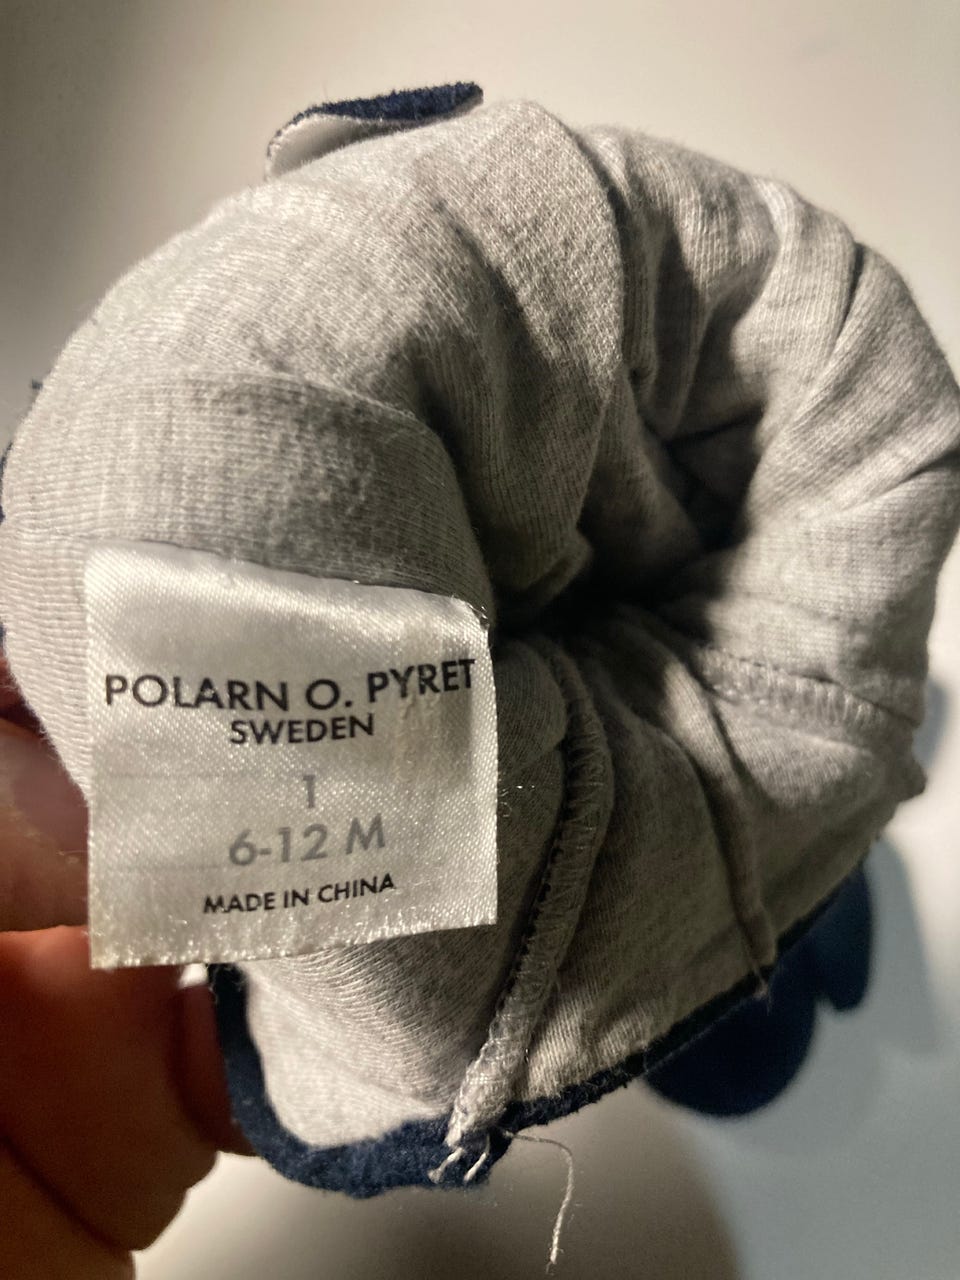 POLARN O. PYRET
SWEDEN
1
6-12 M
MADE IN CHINA